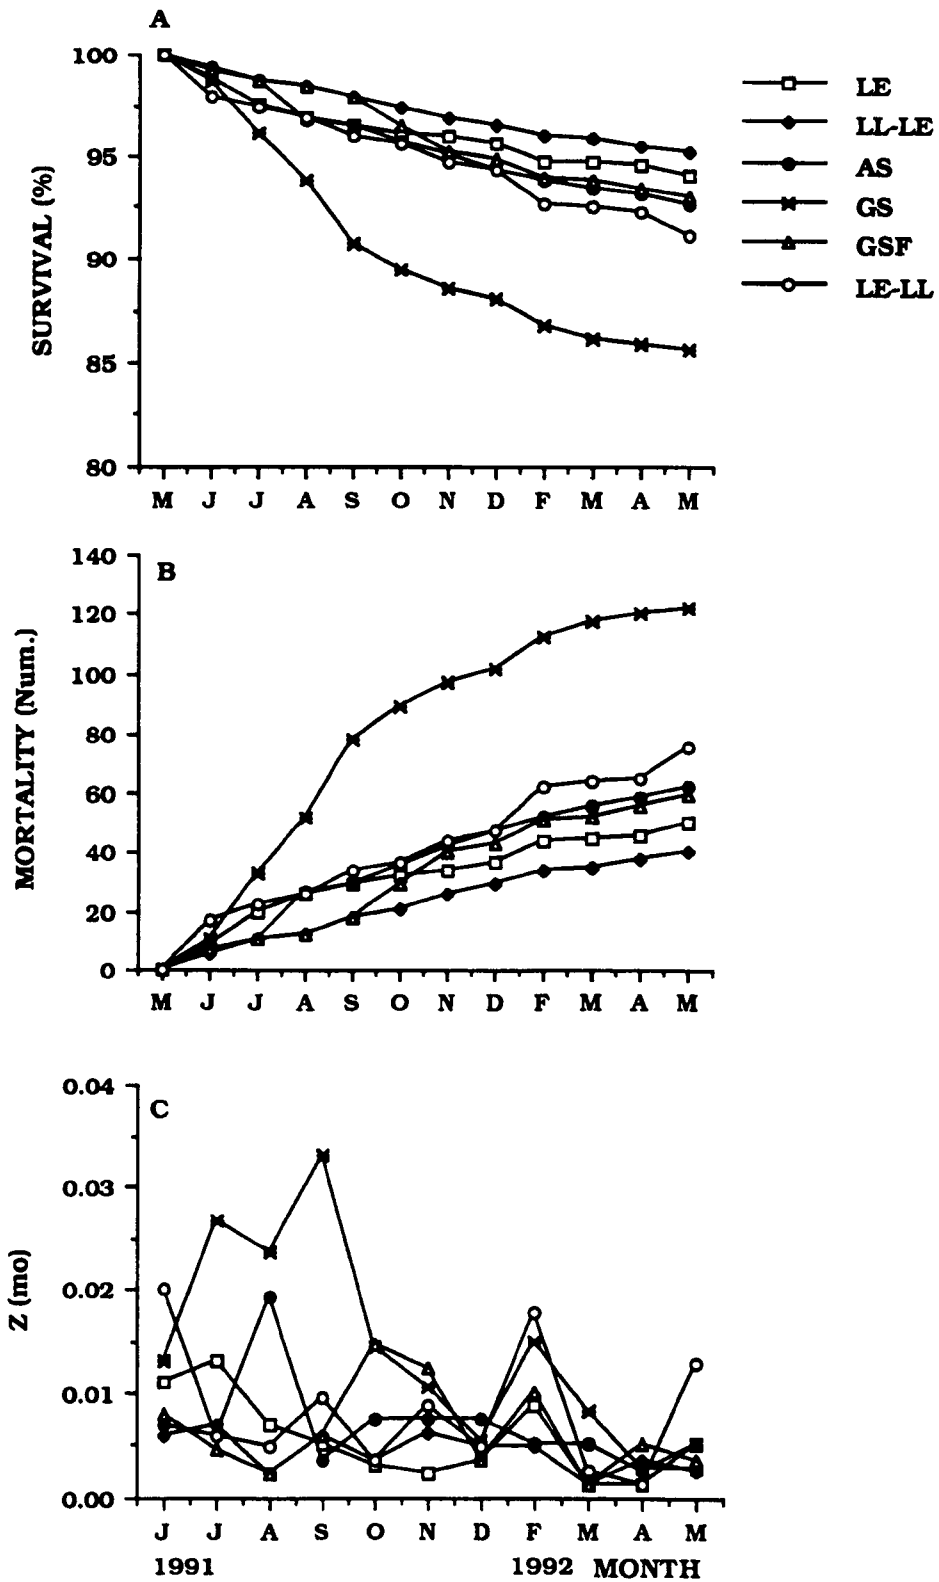 A
100
95
90
85
80
SURVIVAL (%)
M J J A S O N D F M A M
LE
LL-LE
AS
GS
GSF
LE-LL
B
140
120
100
80
60
40
20
0
MORTALITY (Num.)
M J J A S O N D F M A M
C
0.04
0.03
0.02
0.01
0.00
Z (mo)
J J A S O N D F M A M
1991 1992 MONTH